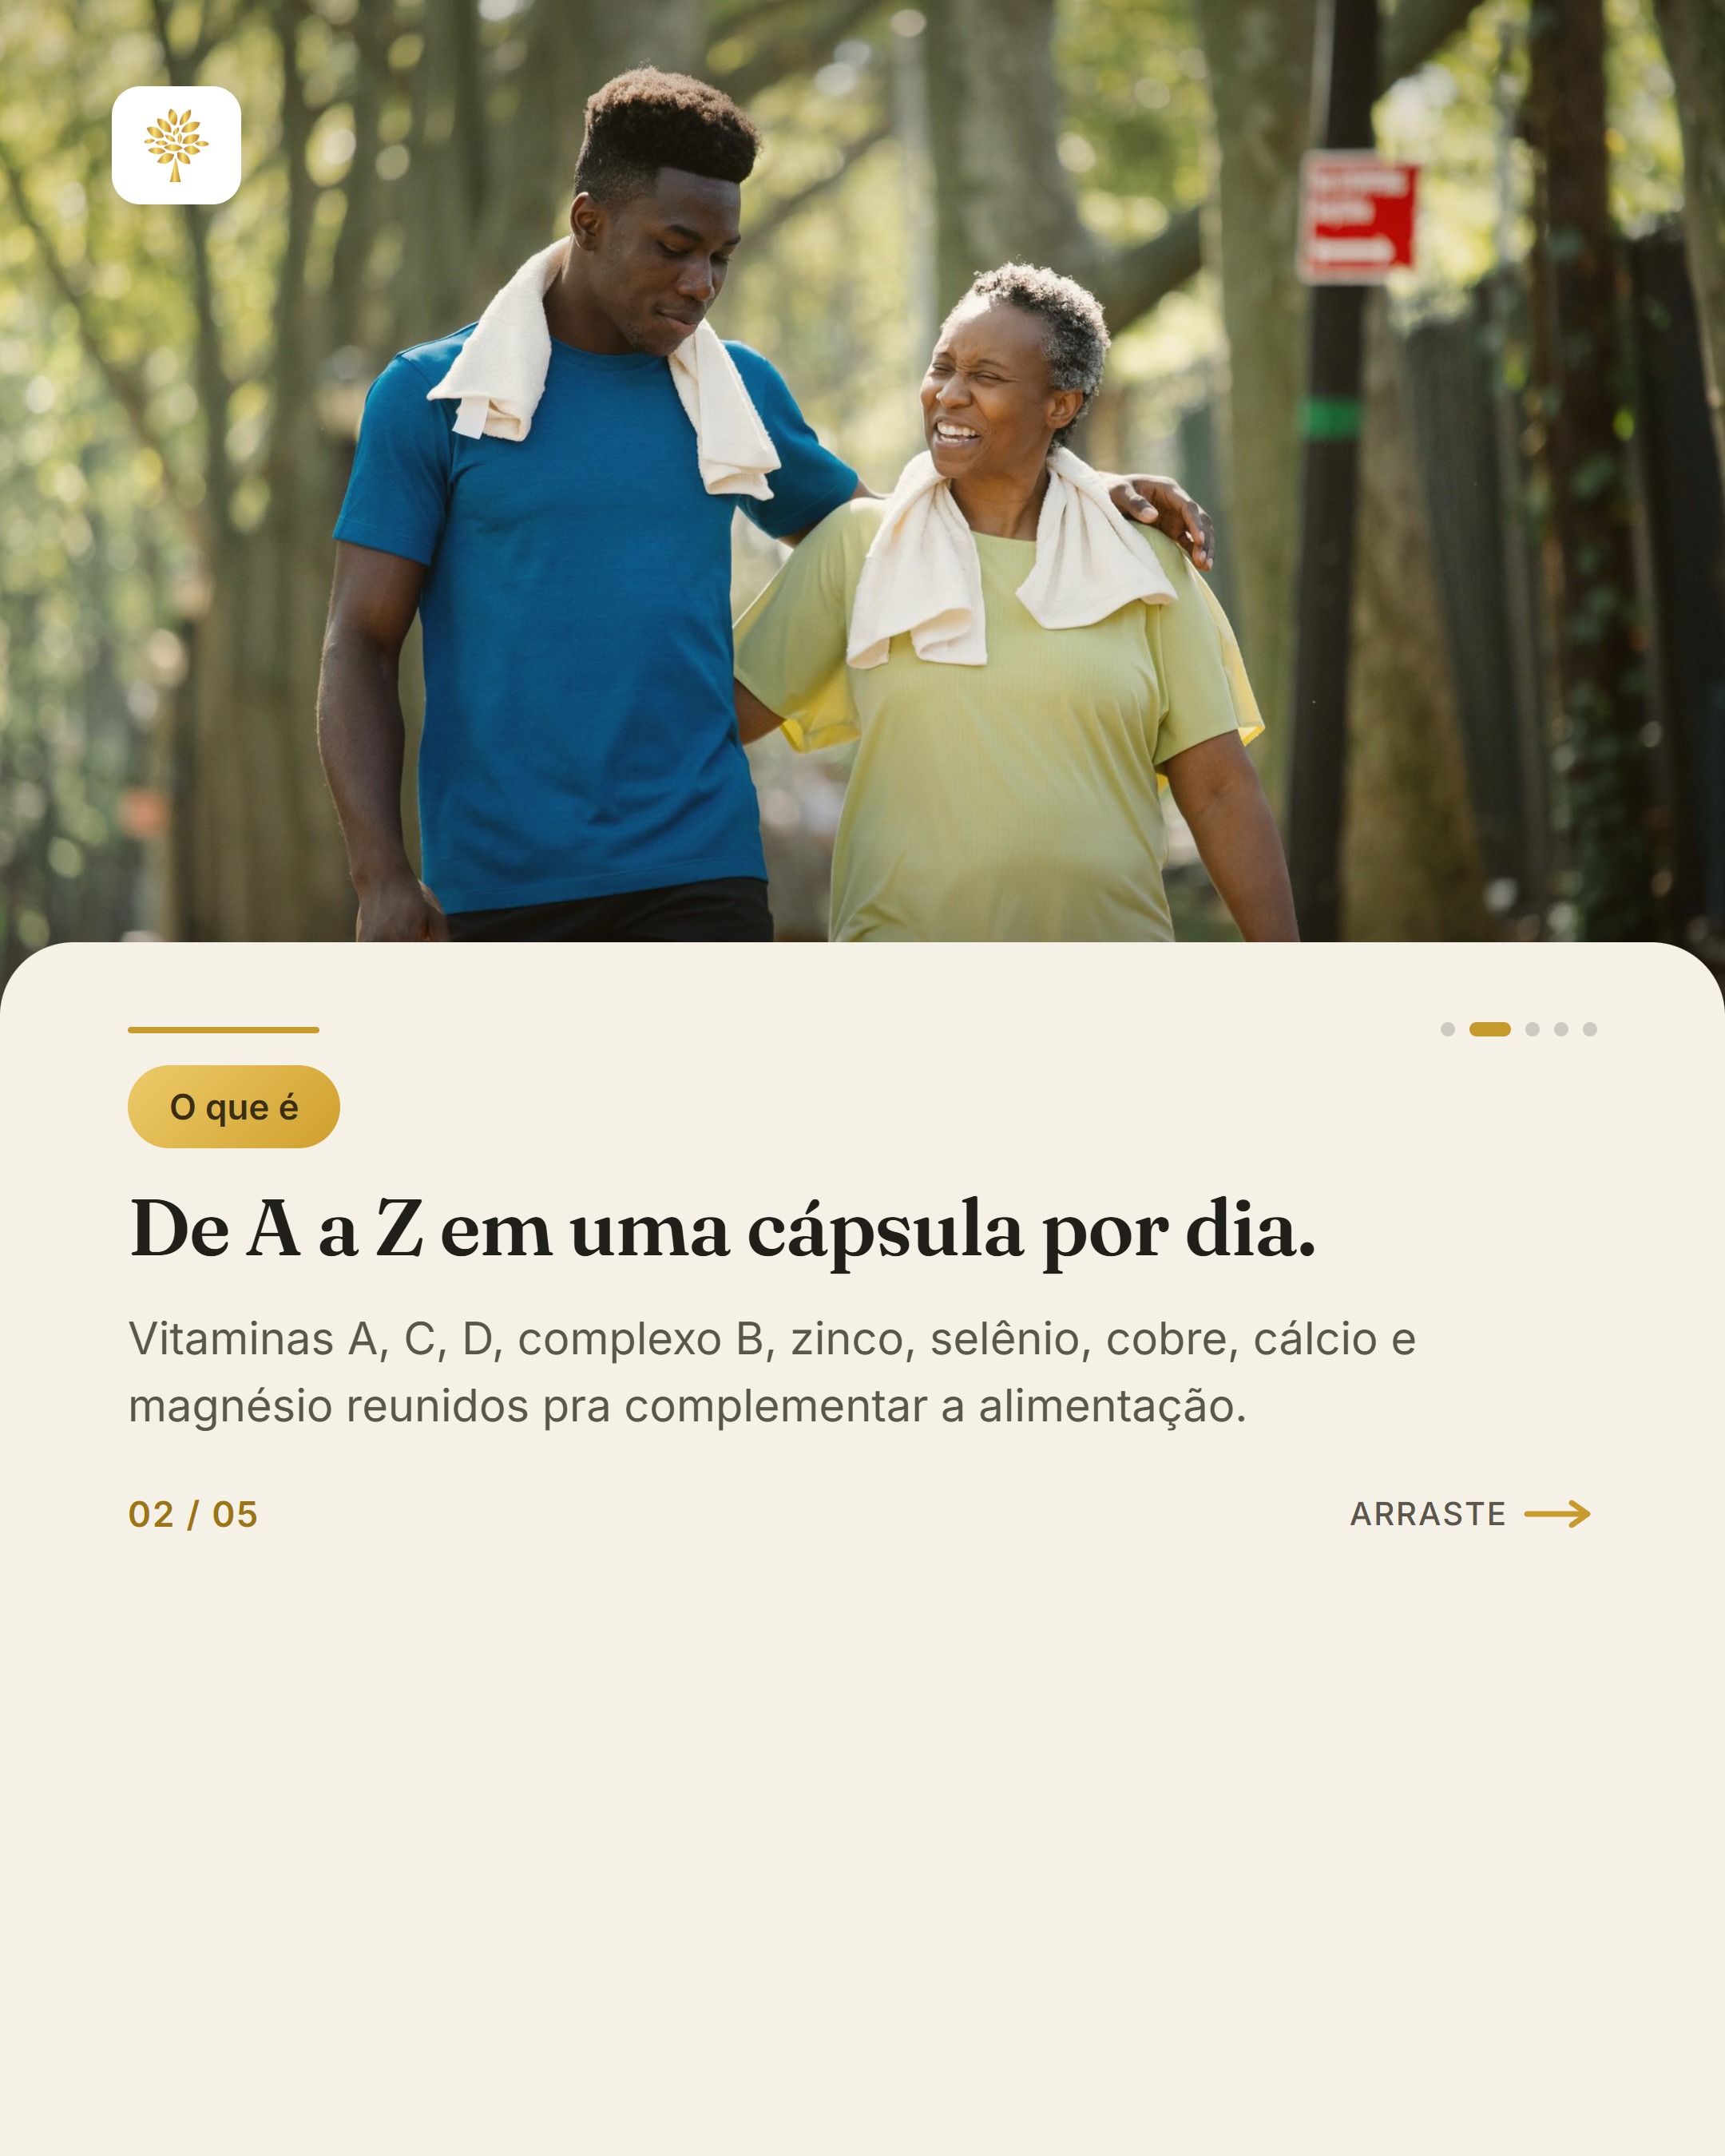 O que é
De A a Z em uma cápsula por dia.
Vitaminas A, C, D, complexo B, zinco, selênio, cobre, cálcio e
magnésio reunidos pra complementar a alimentação.
02 / 05
ARRASTE